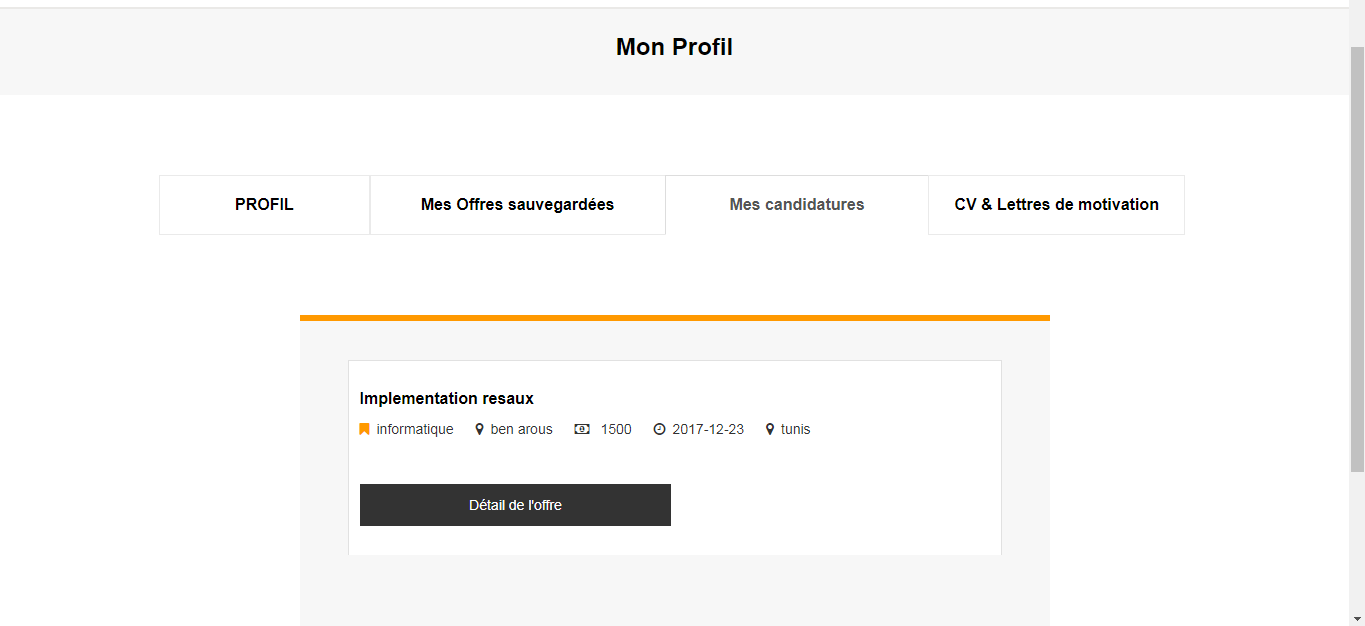 Mon Profil
PROFIL Mes Offres sauvegardées Mes candidatures CV & Lettres de motivation
Implementation resaux
informatique ben arous 1500 2017-12-23 tunis
Détail de l'offre